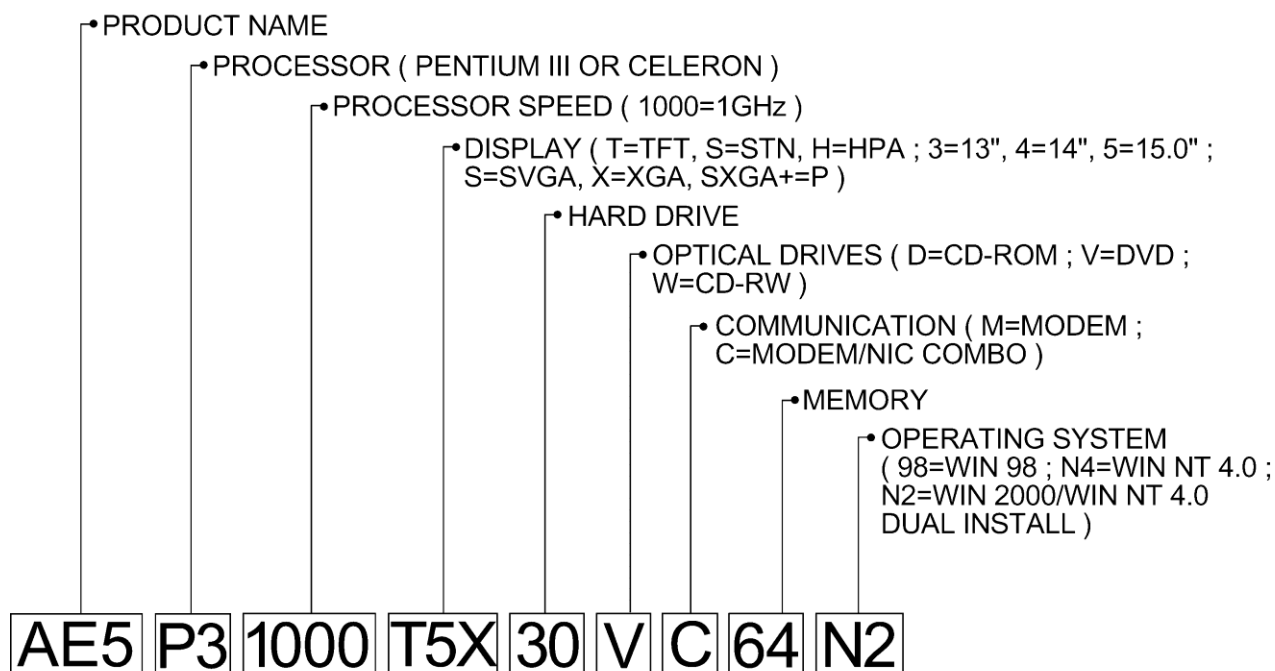 PRODUCT NAME
PROCESSOR ( PENTIUM III OR CELERON )
PROCESSOR SPEED ( 1000=1GHz )
DISPLAY ( T=TFT, S=STN, H=HPA ; 3=13", 4=14", 5=15.0" ;
S=SVGA, X=XGA, SXGA+=P )
HARD DRIVE
OPTICAL DRIVES ( D=CD-ROM ; V=DVD ;
W=CD-RW )
COMMUNICATION ( M=MODEM ;
C=MODEM/NIC COMBO )
MEMORY
OPERATING SYSTEM
( 98=WIN 98 ; N4=WIN NT 4.0 ;
N2=WIN 2000/WIN NT 4.0
DUAL INSTALL )
AE5 P3 1000 T5X 30 V C 64 N2